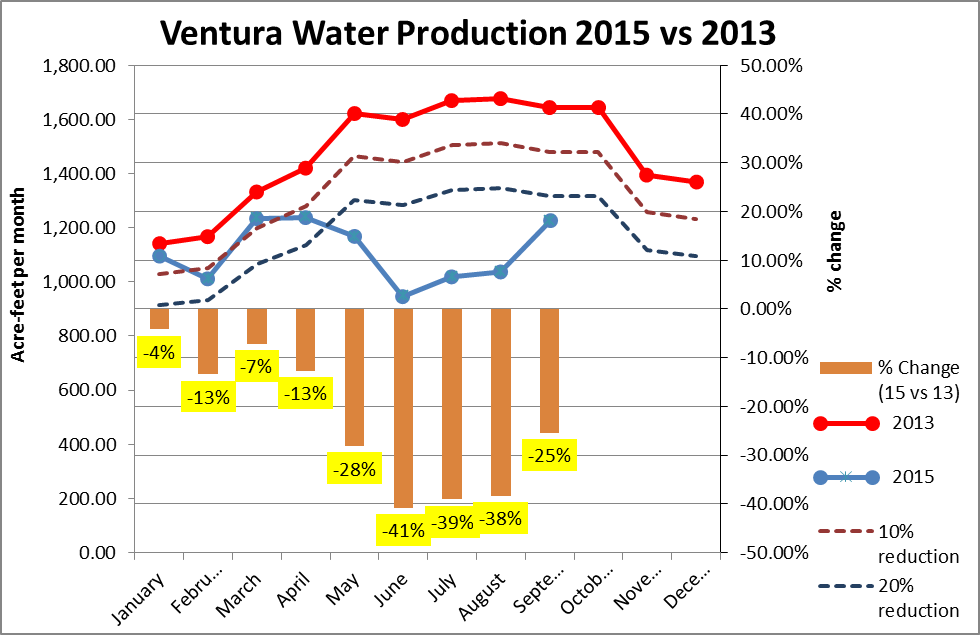 Ventura Water Production 2015 vs 2013
1,800.00
1,600.00
1,400.00
1,200.00
1,000.00
800.00
600.00
400.00
200.00
0.00
Acre-feet per month
50.00%
40.00%
30.00%
20.00%
10.00%
0.00%
-10.00%
-20.00%
-30.00%
-40.00%
-50.00%
% change
-4%
-13%
-7%
-13%
-28%
-41%
-39%
-38%
-25%
January
Febru...
March
April
May
June
July
August
Septe...
Octob...
Nove...
Dece...
% Change
(15 vs 13)
2013
2015
10%
reduction
20%
reduction